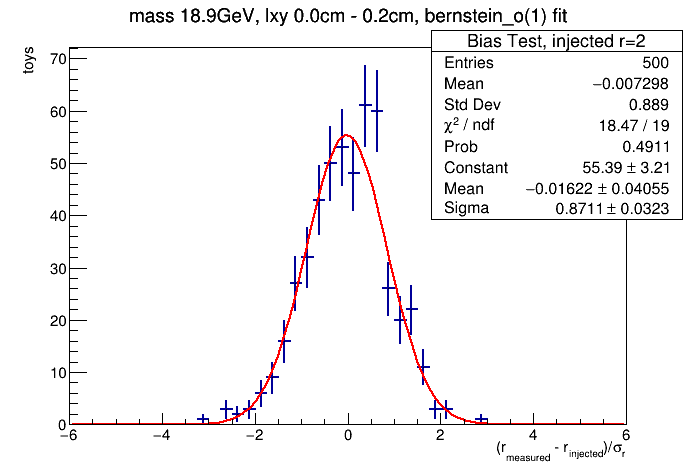 mass 18.9GeV, lxy 0.0cm - 0.2cm, bernstein_o(1) fit
Bias Test, injected r=2
Entries 500
Mean −0.007298
Std Dev 0.889
χ² / ndf 18.47 / 19
Prob 0.4911
Constant 55.39 ± 3.21
Mean −0.01622 ± 0.04055
Sigma 0.8711 ± 0.0323
toys
70
60
50
40
30
20
10
0
−6 −4 −2 0 2 4 6
(r_measured - r_injected)/σ_r